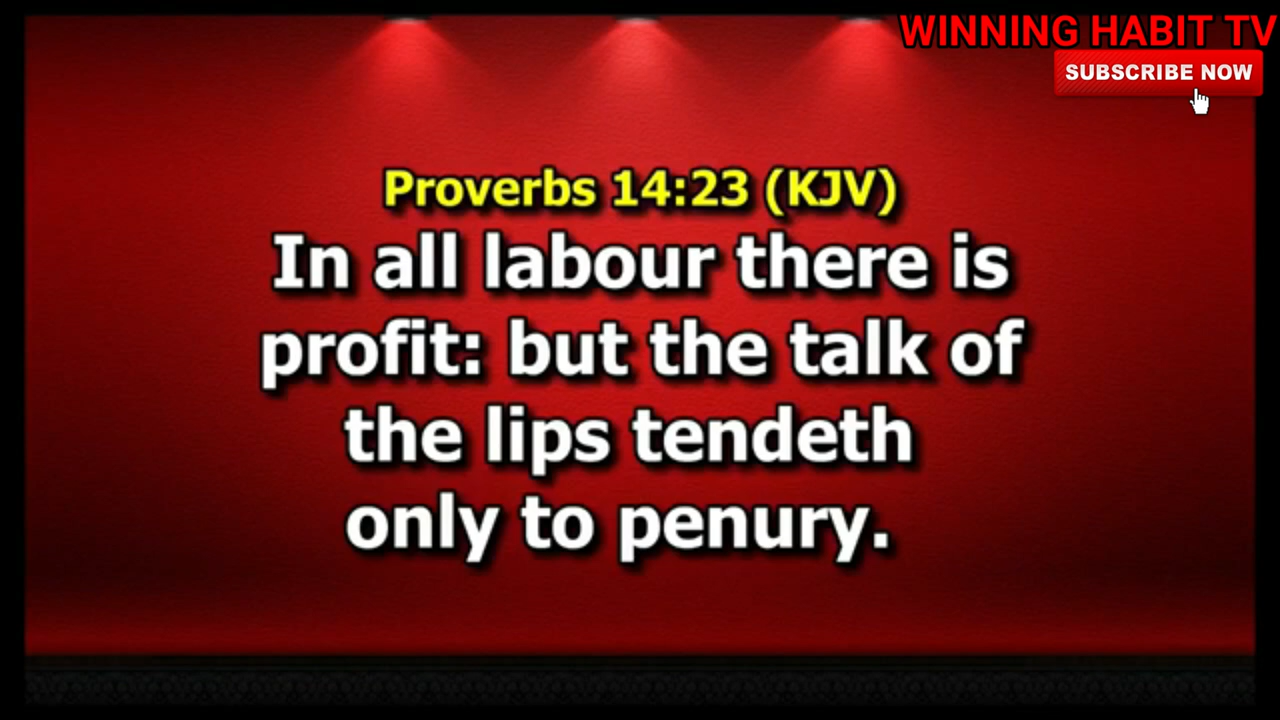 WINNING HABIT TV
SUBSCRIBE NOW
Proverbs 14:23 (KJV)
In all labour there is
profit: but the talk of
the lips tendeth
only to penury.